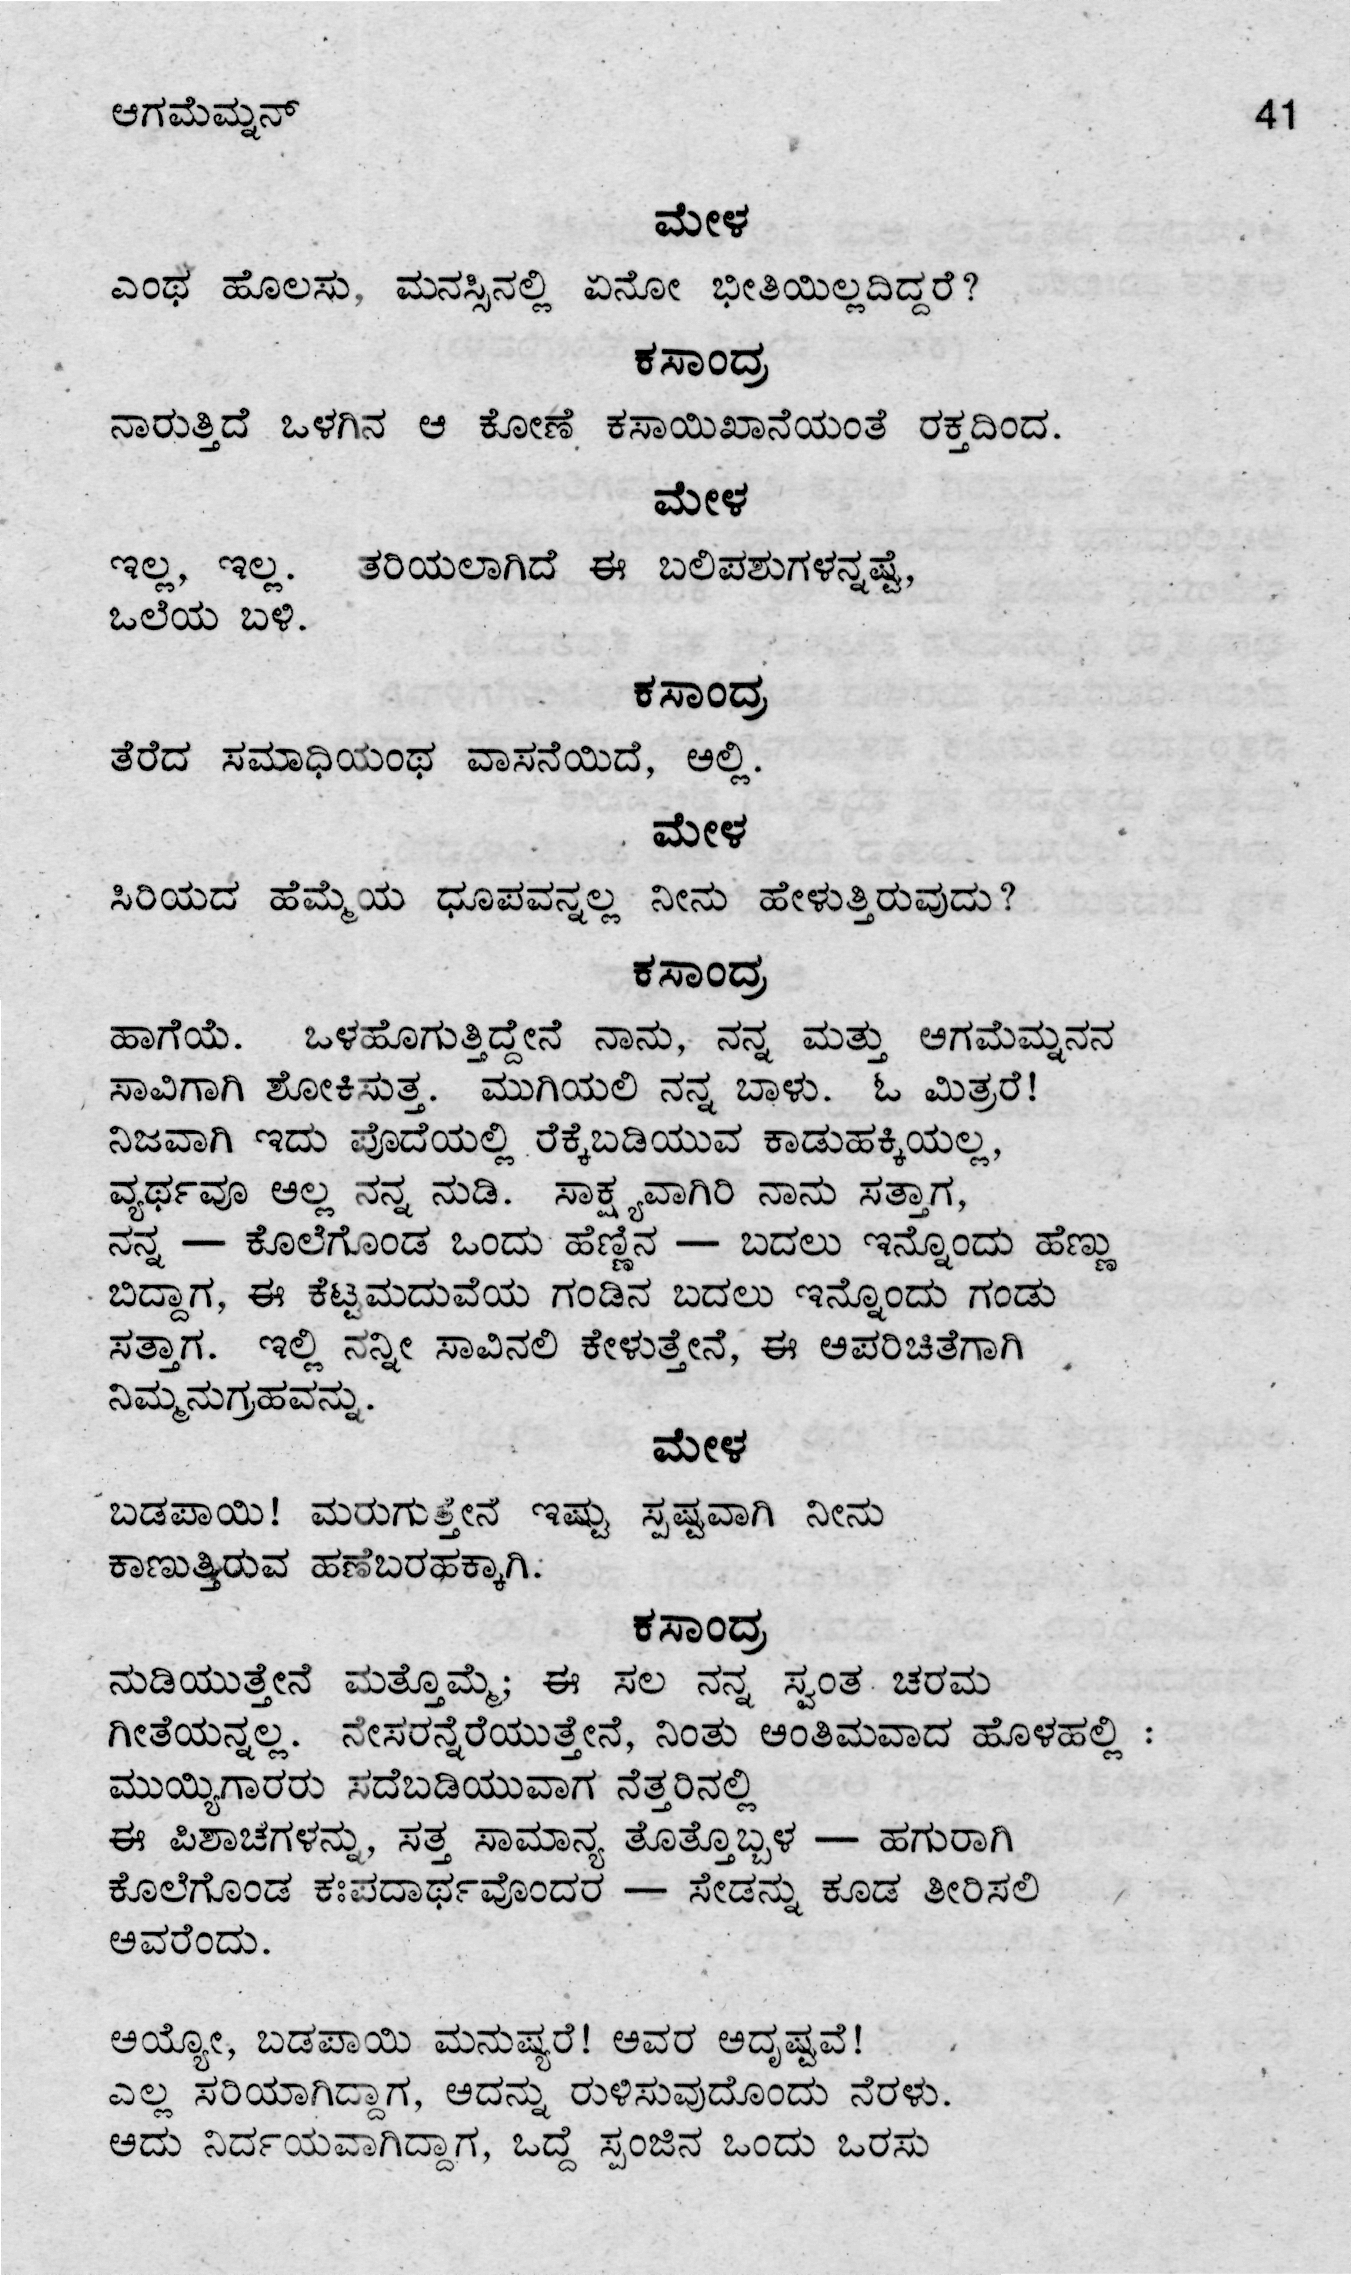 ಆಗಮೆಮ್ನನ್ 41
ಮೇಳ
ಎಂಥ ಹೊಲಸು, ಮನಸ್ಸಿನಲ್ಲಿ ಏನೋ ಭೀತಿಯಿಲ್ಲದಿದ್ದರೆ?
ಕಸಾಂದ್ರ
ನಾರುತ್ತಿದೆ ಒಳಗಿನ ಆ ಕೋಣೆ ಕಸಾಯಿಖಾನೆಯಂತೆ ರಕ್ತದಿಂದ.
ಮೇಳ
ಇಲ್ಲ, ಇಲ್ಲ. ತರಿಯಲಾಗಿದೆ ಈ ಬಲಿಪಶುಗಳನ್ನಷ್ಟೆ,
ಒಲೆಯ ಬಳಿ.
ಕಸಾಂದ್ರ
ತೆರೆದ ಸಮಾಧಿಯಂಥ ವಾಸನೆಯಿದೆ, ಅಲ್ಲಿ.
ಮೇಳ
ಸಿರಿಯದ ಹೆಮ್ಮೆಯ ಧೂಪವನ್ನಲ್ಲ ನೀನು ಹೇಳುತ್ತಿರುವುದು?
ಕಸಾಂದ್ರ
ಹಾಗೆಯೆ. ಒಳಹೊಗುತ್ತಿದ್ದೇನೆ ನಾನು, ನನ್ನ ಮತ್ತು ಆಗಮೆಮ್ನನನ
ಸಾವಿಗಾಗಿ ಶೋಕಿಸುತ್ತ. ಮುಗಿಯಲಿ ನನ್ನ ಬಾಳು. ಓ ಮಿತ್ರರೆ!
ನಿಜವಾಗಿ ಇದು ಪೊದೆಯಲ್ಲಿ ರೆಕ್ಕೆಬಡಿಯುವ ಕಾಡುಹಕ್ಕಿಯಲ್ಲ,
ವ್ಯರ್ಥವೂ ಅಲ್ಲ ನನ್ನ ನುಡಿ. ಸಾಕ್ಷ್ಯವಾಗಿರಿ ನಾನು ಸತ್ತಾಗ,
ನನ್ನ — ಕೊಲೆಗೊಂಡ ಒಂದು ಹೆಣ್ಣಿನ — ಬದಲು ಇನ್ನೊಂದು ಹೆಣ್ಣು
ಬಿದ್ದಾಗ, ಈ ಕೆಟ್ಟಮದುವೆಯ ಗಂಡಿನ ಬದಲು ಇನ್ನೊಂದು ಗಂಡು
ಸತ್ತಾಗ. ಇಲ್ಲಿ ನನ್ನೀ ಸಾವಿನಲಿ ಕೇಳುತ್ತೇನೆ, ಈ ಅಪರಿಚಿತೆಗಾಗಿ
ನಿಮ್ಮನುಗ್ರಹವನ್ನು.
ಮೇಳ
ಬಡಪಾಯಿ! ಮರುಗುತ್ತೇನೆ ಇಷ್ಟು ಸ್ಪಷ್ಟವಾಗಿ ನೀನು
ಕಾಣುತ್ತಿರುವ ಹಣೆಬರಹಕ್ಕಾಗಿ.
ಕಸಾಂದ್ರ
ನುಡಿಯುತ್ತೇನೆ ಮತ್ತೊಮ್ಮೆ; ಈ ಸಲ ನನ್ನ ಸ್ವಂತ ಚರಮ
ಗೀತೆಯನ್ನಲ್ಲ. ನೇಸರನ್ನೆರೆಯುತ್ತೇನೆ, ನಿಂತು ಅಂತಿಮವಾದ ಹೊಳಹಲ್ಲಿ :
ಮುಯ್ಯಿಗಾರರು ಸದೆಬಡಿಯುವಾಗ ನೆತ್ತರಿನಲ್ಲಿ
ಈ ಪಿಶಾಚಗಳನ್ನು, ಸತ್ತ ಸಾಮಾನ್ಯ ತೊತ್ತೊಬ್ಬಳ — ಹಗುರಾಗಿ
ಕೊಲೆಗೊಂಡ ಕಃಪದಾರ್ಥವೊಂದರ — ಸೇಡನ್ನು ಕೂಡ ತೀರಿಸಲಿ
ಅವರೆಂದು.
ಅಯ್ಯೋ, ಬಡಪಾಯಿ ಮನುಷ್ಯರೆ! ಅವರ ಅದೃಷ್ಟವೆ!
ಎಲ್ಲ ಸರಿಯಾಗಿದ್ದಾಗ, ಅದನ್ನು ರುಳಿಸುವುದೊಂದು ನೆರಳು.
ಅದು ನಿರ್ದಯವಾಗಿದ್ದಾಗ, ಒದ್ದೆ ಸ್ಪಂಜಿನ ಒಂದು ಒರಸು